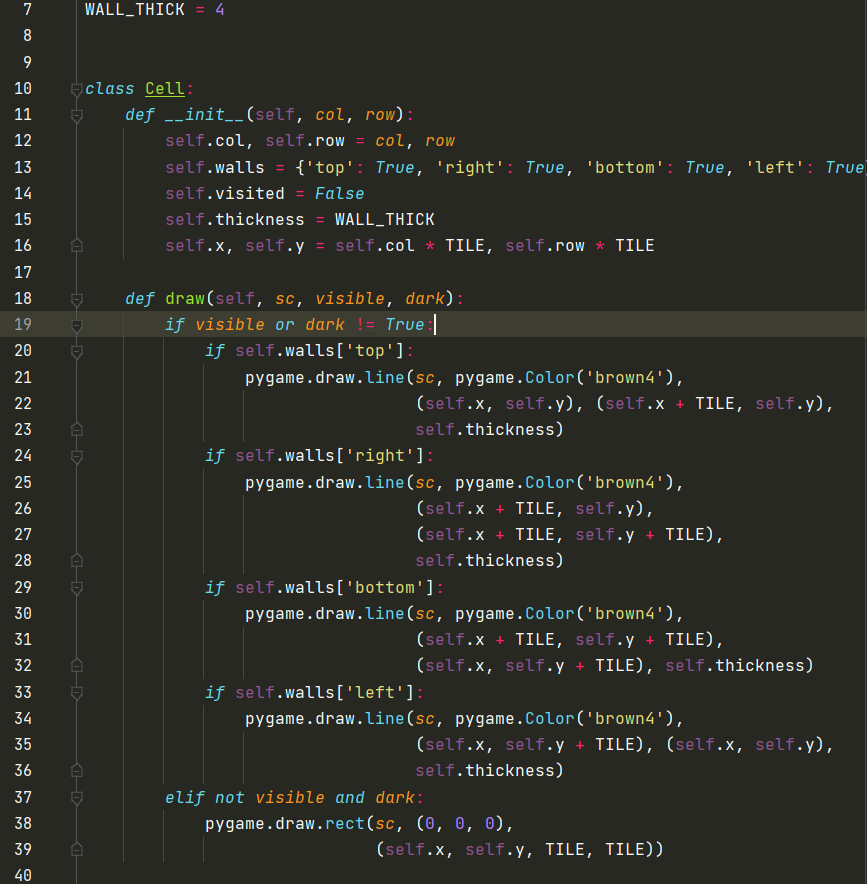 7 WALL_THICK = 4
8
9
10 class Cell:
11     def __init__(self, col, row):
12         self.col, self.row = col, row
13         self.walls = {'top': True, 'right': True, 'bottom': True, 'left': True
14         self.visited = False
15         self.thickness = WALL_THICK
16         self.x, self.y = self.col * TILE, self.row * TILE
17
18     def draw(self, sc, visible, dark):
19         if visible or dark != True:
20             if self.walls['top']:
21                 pygame.draw.line(sc, pygame.Color('brown4'),
22                                  (self.x, self.y), (self.x + TILE, self.y),
23                                  self.thickness)
24             if self.walls['right']:
25                 pygame.draw.line(sc, pygame.Color('brown4'),
26                                  (self.x + TILE, self.y),
27                                  (self.x + TILE, self.y + TILE),
28                                  self.thickness)
29             if self.walls['bottom']:
30                 pygame.draw.line(sc, pygame.Color('brown4'),
31                                  (self.x + TILE, self.y + TILE),
32                                  (self.x, self.y + TILE), self.thickness)
33             if self.walls['left']:
34                 pygame.draw.line(sc, pygame.Color('brown4'),
35                                  (self.x, self.y + TILE), (self.x, self.y),
36                                  self.thickness)
37         elif not visible and dark:
38             pygame.draw.rect(sc, (0, 0, 0),
39                              (self.x, self.y, TILE, TILE))
40